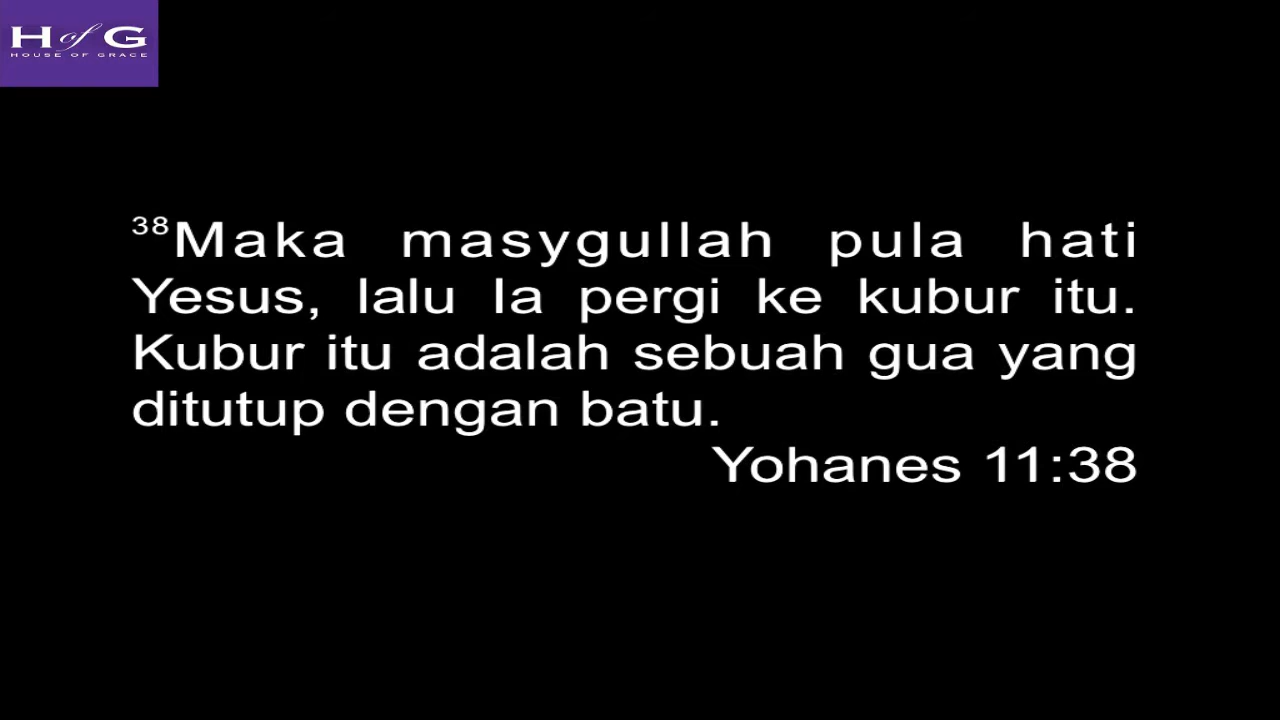 H of G
HOUSE OF GRACE
38Maka masygullah pula hati
Yesus, lalu Ia pergi ke kubur itu.
Kubur itu adalah sebuah gua yang
ditutup dengan batu.
Yohanes 11:38